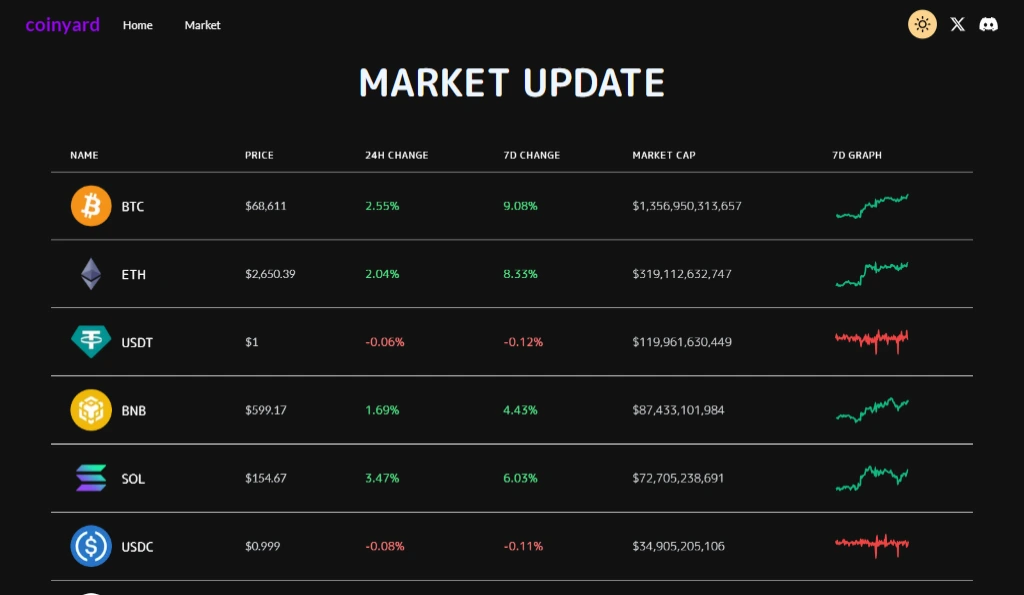 coinyard Home Market
MARKET UPDATE
NAME PRICE 24H CHANGE 7D CHANGE MARKET CAP 7D GRAPH
BTC $68,611 2.55% 9.08% $1,356,950,313,657
ETH $2,650.39 2.04% 8.33% $319,112,632,747
USDT $1 -0.06% -0.12% $119,961,630,449
BNB $599.17 1.69% 4.43% $87,433,101,984
SOL $154.67 3.47% 6.03% $72,705,238,691
USDC $0.999 -0.08% -0.11% $34,905,205,106